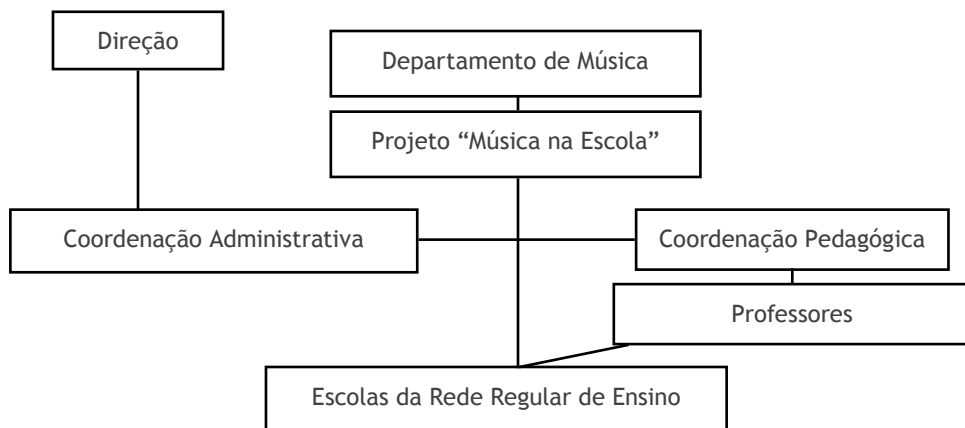 Direção
Departamento de Música
Projeto “Música na Escola”
Coordenação Administrativa
Coordenação Pedagógica
Professores
Escolas da Rede Regular de Ensino